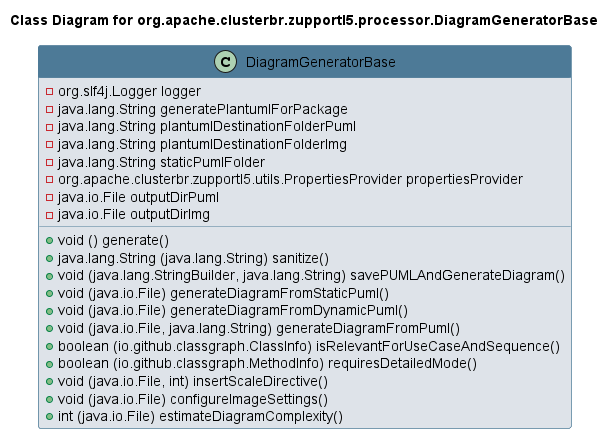 Class Diagram for org.apache.clusterbr.zupportl5.processor.DiagramGeneratorBase
C DiagramGeneratorBase
org.slf4j.Logger logger
java.lang.String generatePlantumlForPackage
java.lang.String plantumlDestinationFolderPuml
java.lang.String plantumlDestinationFolderImg
java.lang.String staticPumlFolder
org.apache.clusterbr.zupportl5.utils.PropertiesProvider propertiesProvider
java.io.File outputDirPuml
java.io.File outputDirImg
void () generate()
java.lang.String (java.lang.String) sanitize()
void (java.lang.StringBuilder, java.lang.String) savePUMLAndGenerateDiagram()
void (java.io.File) generateDiagramFromStaticPuml()
void (java.io.File) generateDiagramFromDynamicPuml()
void (java.io.File, java.lang.String) generateDiagramFromPuml()
boolean (io.github.classgraph.ClassInfo) isRelevantForUseCaseAndSequence()
boolean (io.github.classgraph.MethodInfo) requiresDetailedMode()
void (java.io.File, int) insertScaleDirective()
void (java.io.File) configureImageSettings()
int (java.io.File) estimateDiagramComplexity()